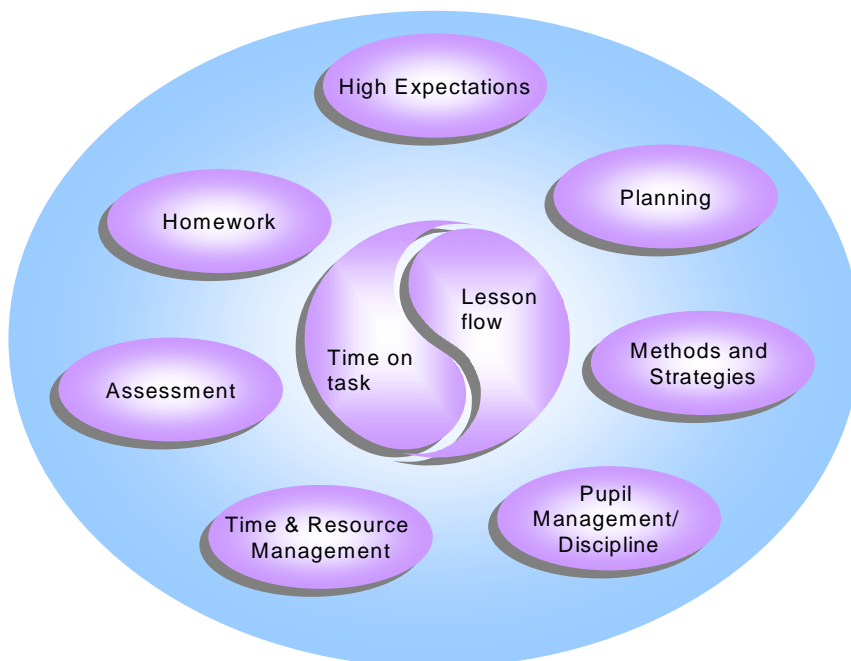 High Expectations
Planning
Homework
Lesson
flow
Time on
task
Methods and
Strategies
Assessment
Pupil
Management/
Discipline
Time & Resource
Management